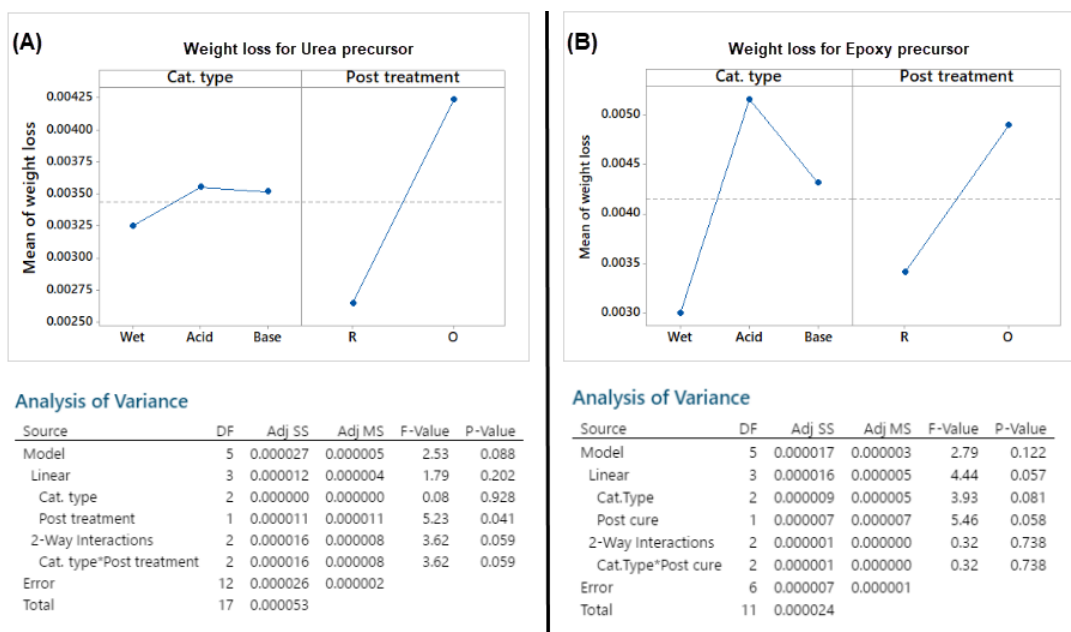 (A)
Weight loss for Urea precursor
Cat. type Post treatment
Mean of weight loss
0.00425
0.00400
0.00375
0.00350
0.00325
0.00300
0.00275
0.00250
Wet Acid Base R O
Analysis of Variance
Source DF Adj SS Adj MS F-Value P-Value
Model 5 0.000027 0.000005 2.53 0.088
Linear 3 0.000012 0.000004 1.79 0.202
Cat. type 2 0.000000 0.000000 0.08 0.928
Post treatment 1 0.000011 0.000011 5.23 0.041
2-Way Interactions 2 0.000016 0.000008 3.62 0.059
Cat. type*Post treatment 2 0.000016 0.000008 3.62 0.059
Error 12 0.000026 0.000002
Total 17 0.000053
(B)
Weight loss for Epoxy precursor
Cat. type Post treatment
Mean of weight loss
0.0050
0.0045
0.0040
0.0035
0.0030
Wet Acid Base R O
Analysis of Variance
Source DF Adj SS Adj MS F-Value P-Value
Model 5 0.000017 0.000003 2.79 0.122
Linear 3 0.000016 0.000005 4.44 0.057
Cat.Type 2 0.000009 0.000005 3.93 0.081
Post cure 1 0.000007 0.000007 5.46 0.058
2-Way Interactions 2 0.000001 0.000000 0.32 0.738
Cat.Type*Post cure 2 0.000001 0.000000 0.32 0.738
Error 6 0.000007 0.000001
Total 11 0.000024